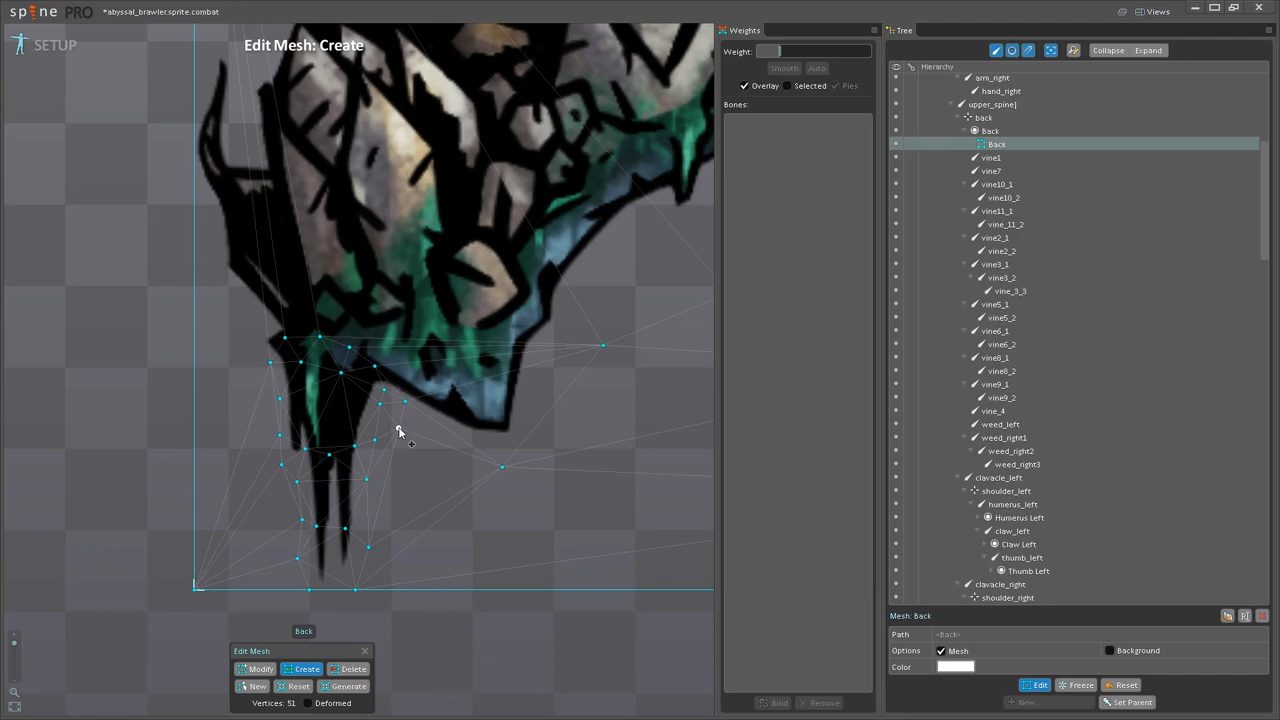 spine PRO
*abyssal_brawler.sprite.combat
Views
SETUP
Edit Mesh: Create
Weights
Weight:
Smooth
Auto
Overlay
Selected
Pies
Bones:
Bind
Remove
Tree
Collapse
Expand
Hierarchy
arm_right
hand_right
upper_spine]
back
Back
Back
vine1
vine7
vine10_1
vine10_2
vine11_1
vine_11_2
vine2_1
vine2_2
vine3_1
vine3_2
vine_3_3
vine5_1
vine5_2
vine6_1
vine6_2
vine8_1
vine8_2
vine9_1
vine9_2
vine_4
weed_left
weed_right1
weed_right2
weed_right3
clavacle_left
shoulder_left
humerus_left
Humerus Left
claw_left
Claw Left
thumb_left
Thumb Left
clavacle_right
shoulder_right
Mesh: Back
Path <Back>
Options Mesh Background
Color
Edit Freeze Reset
New... Set Parent
Back
Edit Mesh
Modify Create Delete
New Reset Generate
Vertices: 51 Deformed